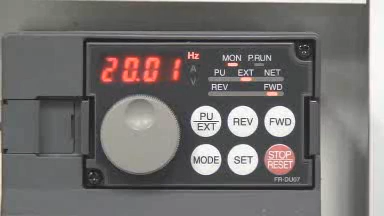 20.01
Hz
A
V
MON P.RUN
PU EXT NET
REV FWD
PU
EXT
REV
FWD
MODE
SET
STOP
RESET
FR-DU07